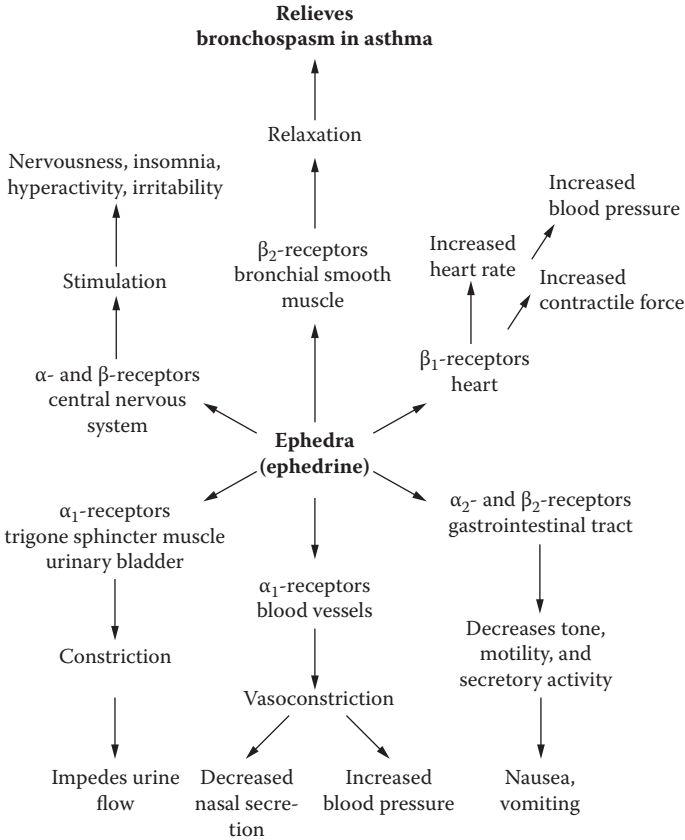 Relieves
bronchospasm in asthma
Relaxation
Nervousness, insomnia,
hyperactivity, irritability
Stimulation
α- and β-receptors
central nervous
system
β₂-receptors
bronchial smooth
muscle
Increased
heart rate
Increased
blood pressure
Increased
contractile force
β₁-receptors
heart
Ephedra
(ephedrine)
α₁-receptors
trigone sphincter muscle
urinary bladder
Constriction
Impedes urine
flow
α₁-receptors
blood vessels
Vasoconstriction
Decreased
nasal secre-
tion
Increased
blood pressure
α₂- and β₂-receptors
gastrointestinal tract
Decreases tone,
motility, and
secretory activity
Nausea,
vomiting